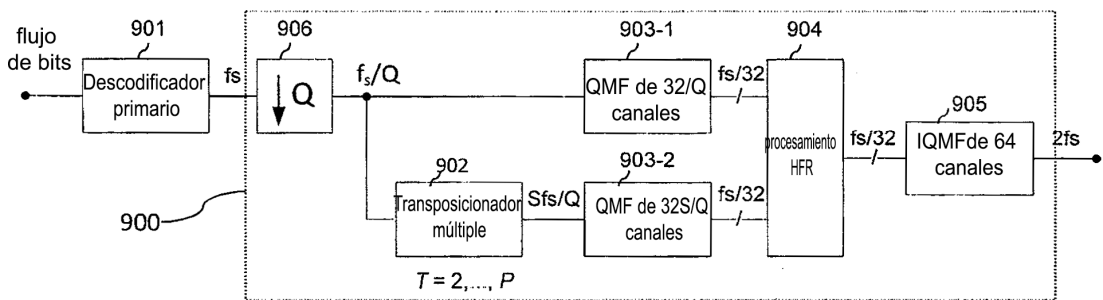 flujo
de bits
901
Descodificador
primario
fs
906
Q
fs/Q
903-1
QMF de 32/Q
canales
fs/32
904
procesamiento
HFR
fs/32
905
IQMFde 64
canales
2fs
902
Transposicionador
múltiple
T = 2,..., P
Sfs/Q
903-2
QMF de 32S/Q
canales
fs/32
900